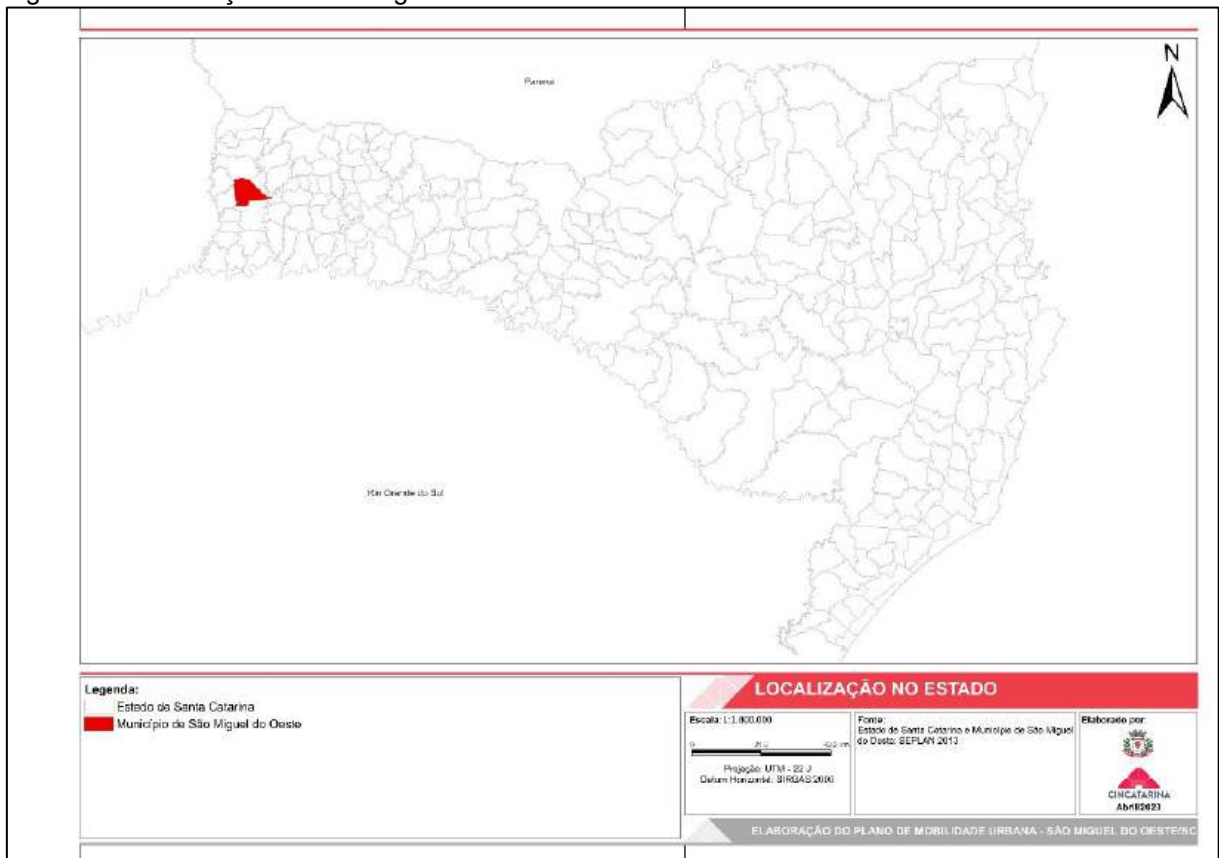 N
Paraná
Rio Grande do Sul
Legenda:
Estado de Santa Catarina
Município de São Miguel do Oeste
LOCALIZAÇÃO NO ESTADO
Escala: 1:1.800.000
0
Projeção: UTM - 22 J
Datum Horizontal: SIRGAS 2000
Fonte:
Estado de Santa Catarina e Município de São Miguel
do Oeste: SEPLAN 2013
Elaborado por:
CINCATARINA
Abril/2023
ELABORAÇÃO DO PLANO DE MOBILIDADE URBANA - SÃO MIGUEL DO OESTE/SC